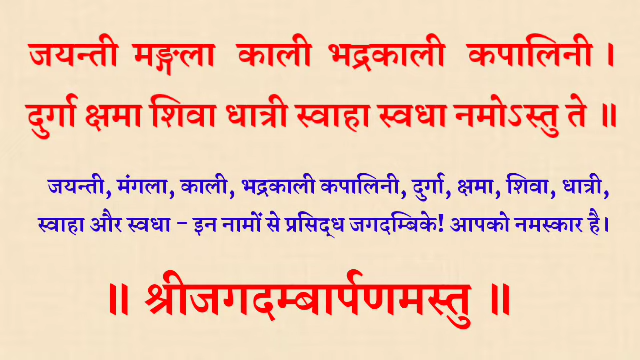 जयन्ती मङ्गला काली भद्रकाली कपालिनी ।
दुर्गा क्षमा शिवा धात्री स्वाहा स्वधा नमोऽस्तु ते ॥
जयन्ती, मंगला, काली, भद्रकाली कपालिनी, दुर्गा, क्षमा, शिवा, धात्री,
स्वाहा और स्वधा - इन नामों से प्रसिद्ध जगदम्बिके! आपको नमस्कार है।
॥ श्रीजगदम्बार्पणमस्तु ॥